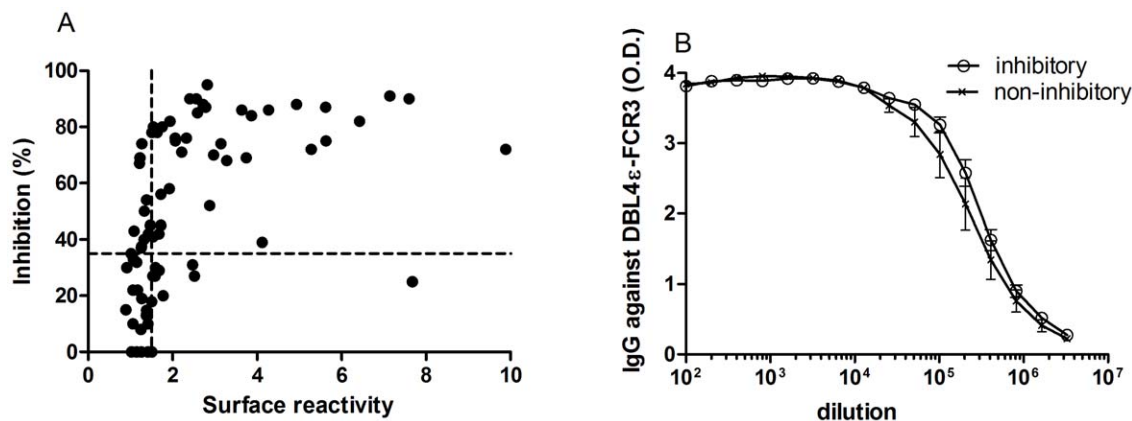 A
Inhibition (%)
100
80
60
40
20
0
0 2 4 6 8 10
Surface reactivity
B
inhibitory
non-inhibitory
IgG against DBL4ε-FCR3 (O.D.)
4
3
2
1
0
10² 10³ 10⁴ 10⁵ 10⁶ 10⁷
dilution